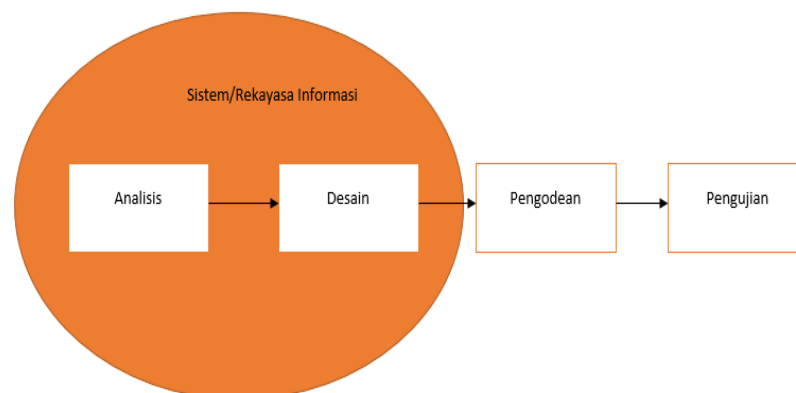 Sistem/Rekayasa Informasi
Analisis
Desain
Pengodean
Pengujian